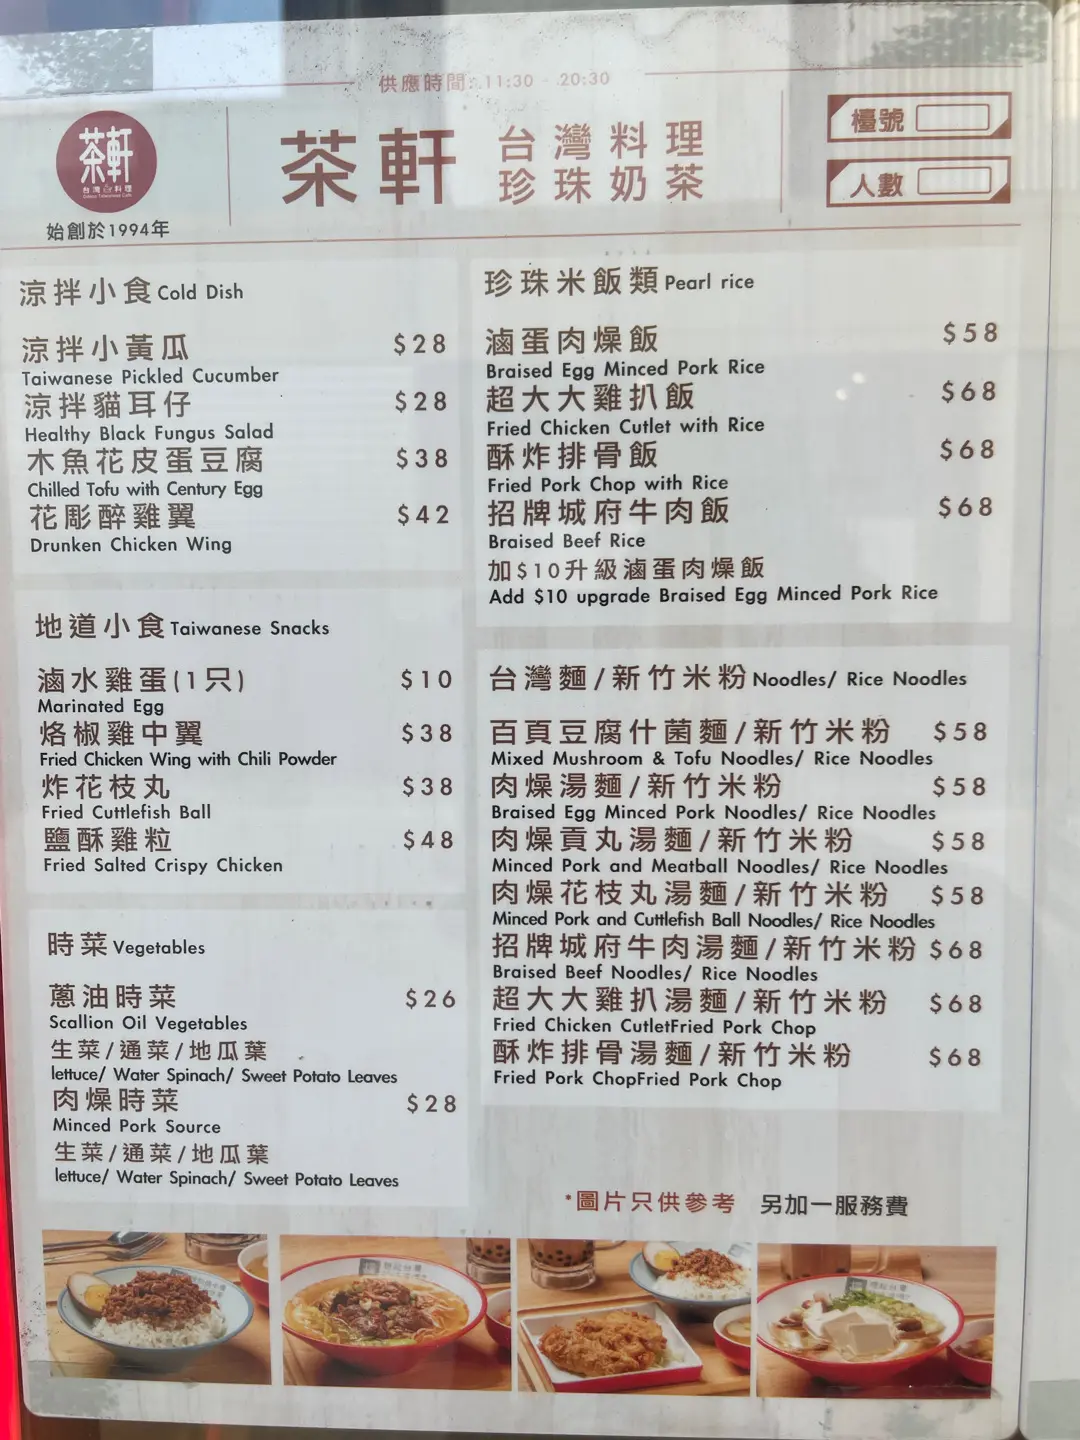 供應時間: 11:30 - 20:30
茶軒
台灣料理
始創於1994年
茶軒
台灣料理
珍珠奶茶
檯號
人數
涼拌小食 Cold Dish
涼拌小黃瓜 $28
Taiwanese Pickled Cucumber
涼拌貓耳仔 $28
Healthy Black Fungus Salad
木魚花皮蛋豆腐 $38
Chilled Tofu with Century Egg
花彫醉雞翼 $42
Drunken Chicken Wing
地道小食 Taiwanese Snacks
滷水雞蛋(1只) $10
Marinated Egg
烙椒雞中翼 $38
Fried Chicken Wing with Chili Powder
炸花枝丸 $38
Fried Cuttlefish Ball
鹽酥雞粒 $48
Fried Salted Crispy Chicken
時菜 Vegetables
蔥油時菜 $26
Scallion Oil Vegetables
生菜/通菜/地瓜葉
lettuce/ Water Spinach/ Sweet Potato Leaves
肉燥時菜 $28
Minced Pork Source
生菜/通菜/地瓜葉
lettuce/ Water Spinach/ Sweet Potato Leaves
珍珠米飯類 Pearl rice
滷蛋肉燥飯 $58
Braised Egg Minced Pork Rice
超大大雞扒飯 $68
Fried Chicken Cutlet with Rice
酥炸排骨飯 $68
Fried Pork Chop with Rice
招牌城府牛肉飯 $68
Braised Beef Rice
加$10升級滷蛋肉燥飯
Add $10 upgrade Braised Egg Minced Pork Rice
台灣麵/新竹米粉 Noodles/ Rice Noodles
百頁豆腐什菌麵/新竹米粉 $58
Mixed Mushroom & Tofu Noodles/ Rice Noodles
肉燥湯麵/新竹米粉 $58
Braised Egg Minced Pork Noodles/ Rice Noodles
肉燥貢丸湯麵/新竹米粉 $58
Minced Pork and Meatball Noodles/ Rice Noodles
肉燥花枝丸湯麵/新竹米粉 $58
Minced Pork and Cuttlefish Ball Noodles/ Rice Noodles
招牌城府牛肉湯麵/新竹米粉 $68
Braised Beef Noodles/ Rice Noodles
超大大雞扒湯麵/新竹米粉 $68
Fried Chicken CutletFried Pork Chop
酥炸排骨湯麵/新竹米粉 $68
Fried Pork ChopFried Pork Chop
*圖片只供參考 另加一服務費